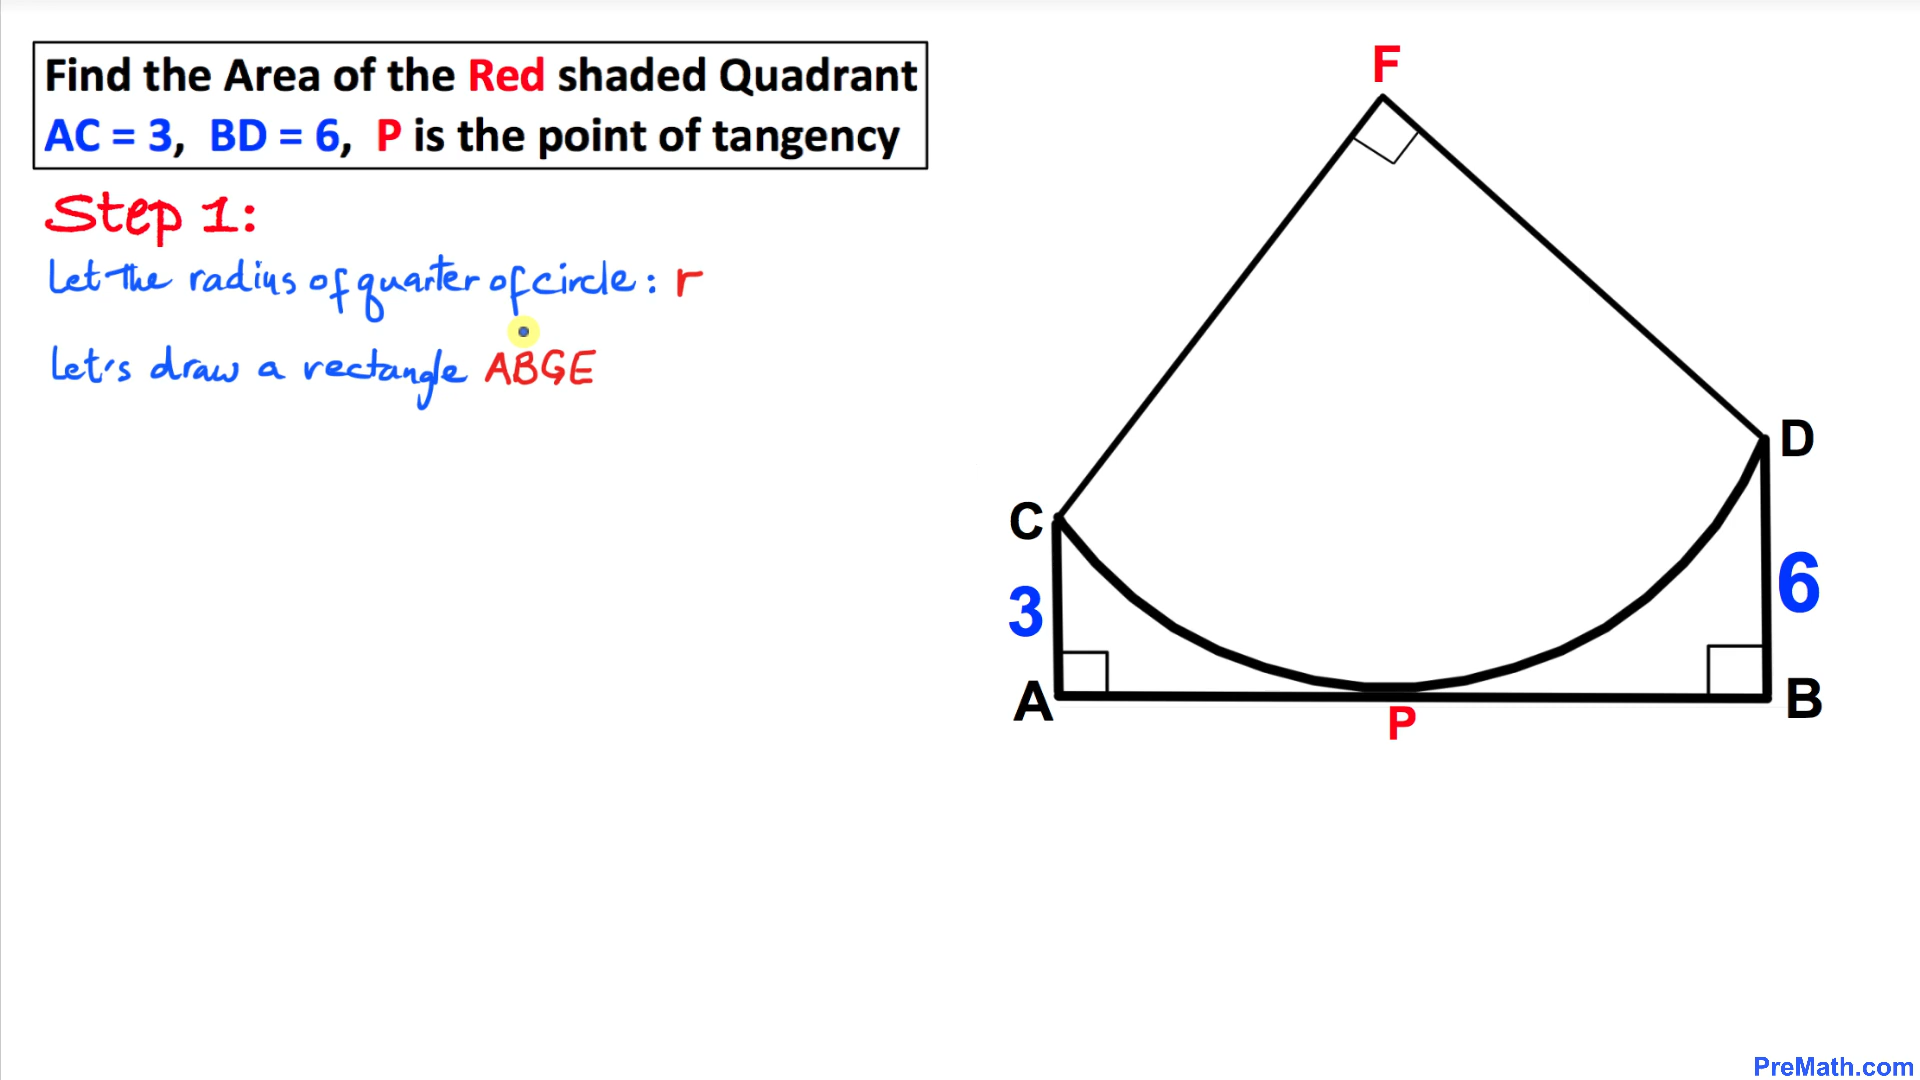 Find the Area of the Red shaded Quadrant
AC = 3, BD = 6, P is the point of tangency
Step 1:
Let the radius of quarter of circle: r
Let's draw a rectangle ABGE
F
D
C
3
6
A
B
P
PreMath.com